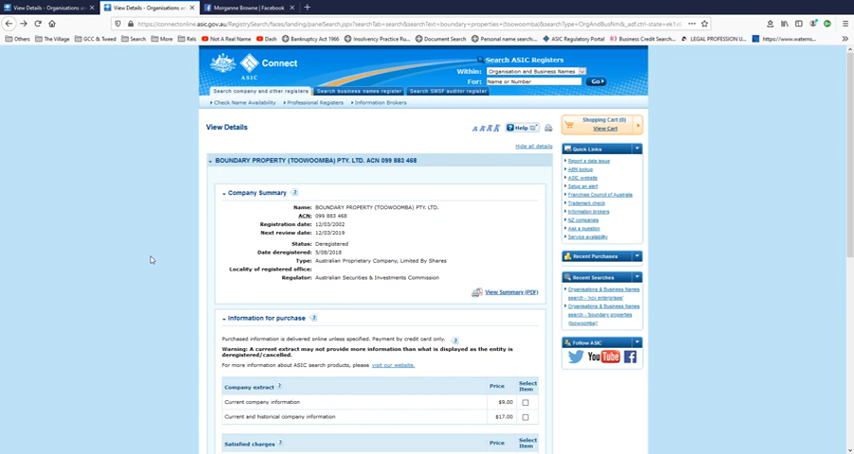 View Details - Organisations an
View Details - Organisations an
Morganne Browne | Facebook
https://connectonline.asic.gov.au/RegistrySearch/faces/landing/panelSearch.jspx?searchTab=search&searchText=boundary+properties+(toowoomba)&searchType=OrgAndBusNm&_adf.ctrl-state=
Others The Village GCC & Tweed Search More Rels Not A Real Name Dash Bankruptcy Act 1966 Insolvency Practice Ru... Document Search Personal name search... ASIC Regulatory Portal Business Credit Search... LEGAL PROFESSION U...
ASIC Connect
Search ASIC Registers
Within: Organisation and Business Names
For: Name or Number Go
Search company and other registers Search business names register Search SMSF auditor register
Check Name Availability Professional Registers Information Brokers
View Details
Help
Hide all details
BOUNDARY PROPERTY (TOOWOOMBA) PTY. LTD. ACN 099 883 468
Company Summary
Name: BOUNDARY PROPERTY (TOOWOOMBA) PTY. LTD.
ACN: 099 883 468
Registration date: 12/03/2002
Next review date: 12/03/2019
Status: Deregistered
Date deregistered: 5/08/2018
Type: Australian Proprietary Company, Limited By Shares
Locality of registered office:
Regulator: Australian Securities & Investments Commission
View Summary (PDF)
Information for purchase
Purchased information is delivered online unless specified. Payment by credit card only.
Warning: A current extract may not provide more information than what is displayed as the entity is
deregistered/cancelled.
For more information about ASIC search products, please visit our website.
Company extract Price Select
Item
Current company information $9.00
Current and historical company information $17.00
Satisfied charges Price Select
Item
Shopping Cart (0)
View Cart
Quick Links
Report a data issue
ABN lookup
ASIC website
Setup an alert
Franchise Council of Australia
Trademark check
Information brokers
NZ companies
Ask a question
Service availability
Recent Purchases
Recent Searches
Organisations & Business Names
Organisations & Business Names
search - 'boundary properties
(toowoomba)'
Follow ASIC
YouTube